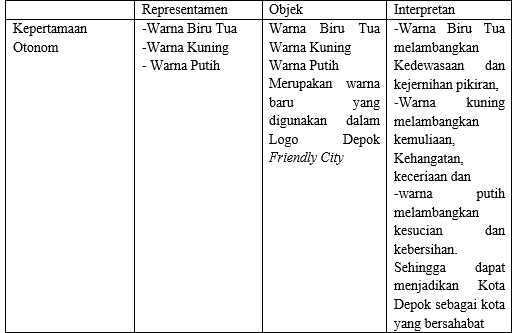 Representamen Objek Interpretan
Kepertamaan
Otonom
-Warna Biru Tua
-Warna Kuning
- Warna Putih
Warna Biru Tua
Warna Kuning
Warna Putih
Merupakan warna
baru yang
digunakan dalam
Logo Depok
Friendly City
-Warna Biru Tua
melambangkan
Kedewasaan dan
kejernihan pikiran,
-Warna kuning
melambangkan
kemuliaan,
Kehangatan,
keceriaan dan
-warna putih
melambangkan
kesucian dan
kebersihan.
Sehingga dapat
menjadikan Kota
Depok sebagai kota
yang bersahabat